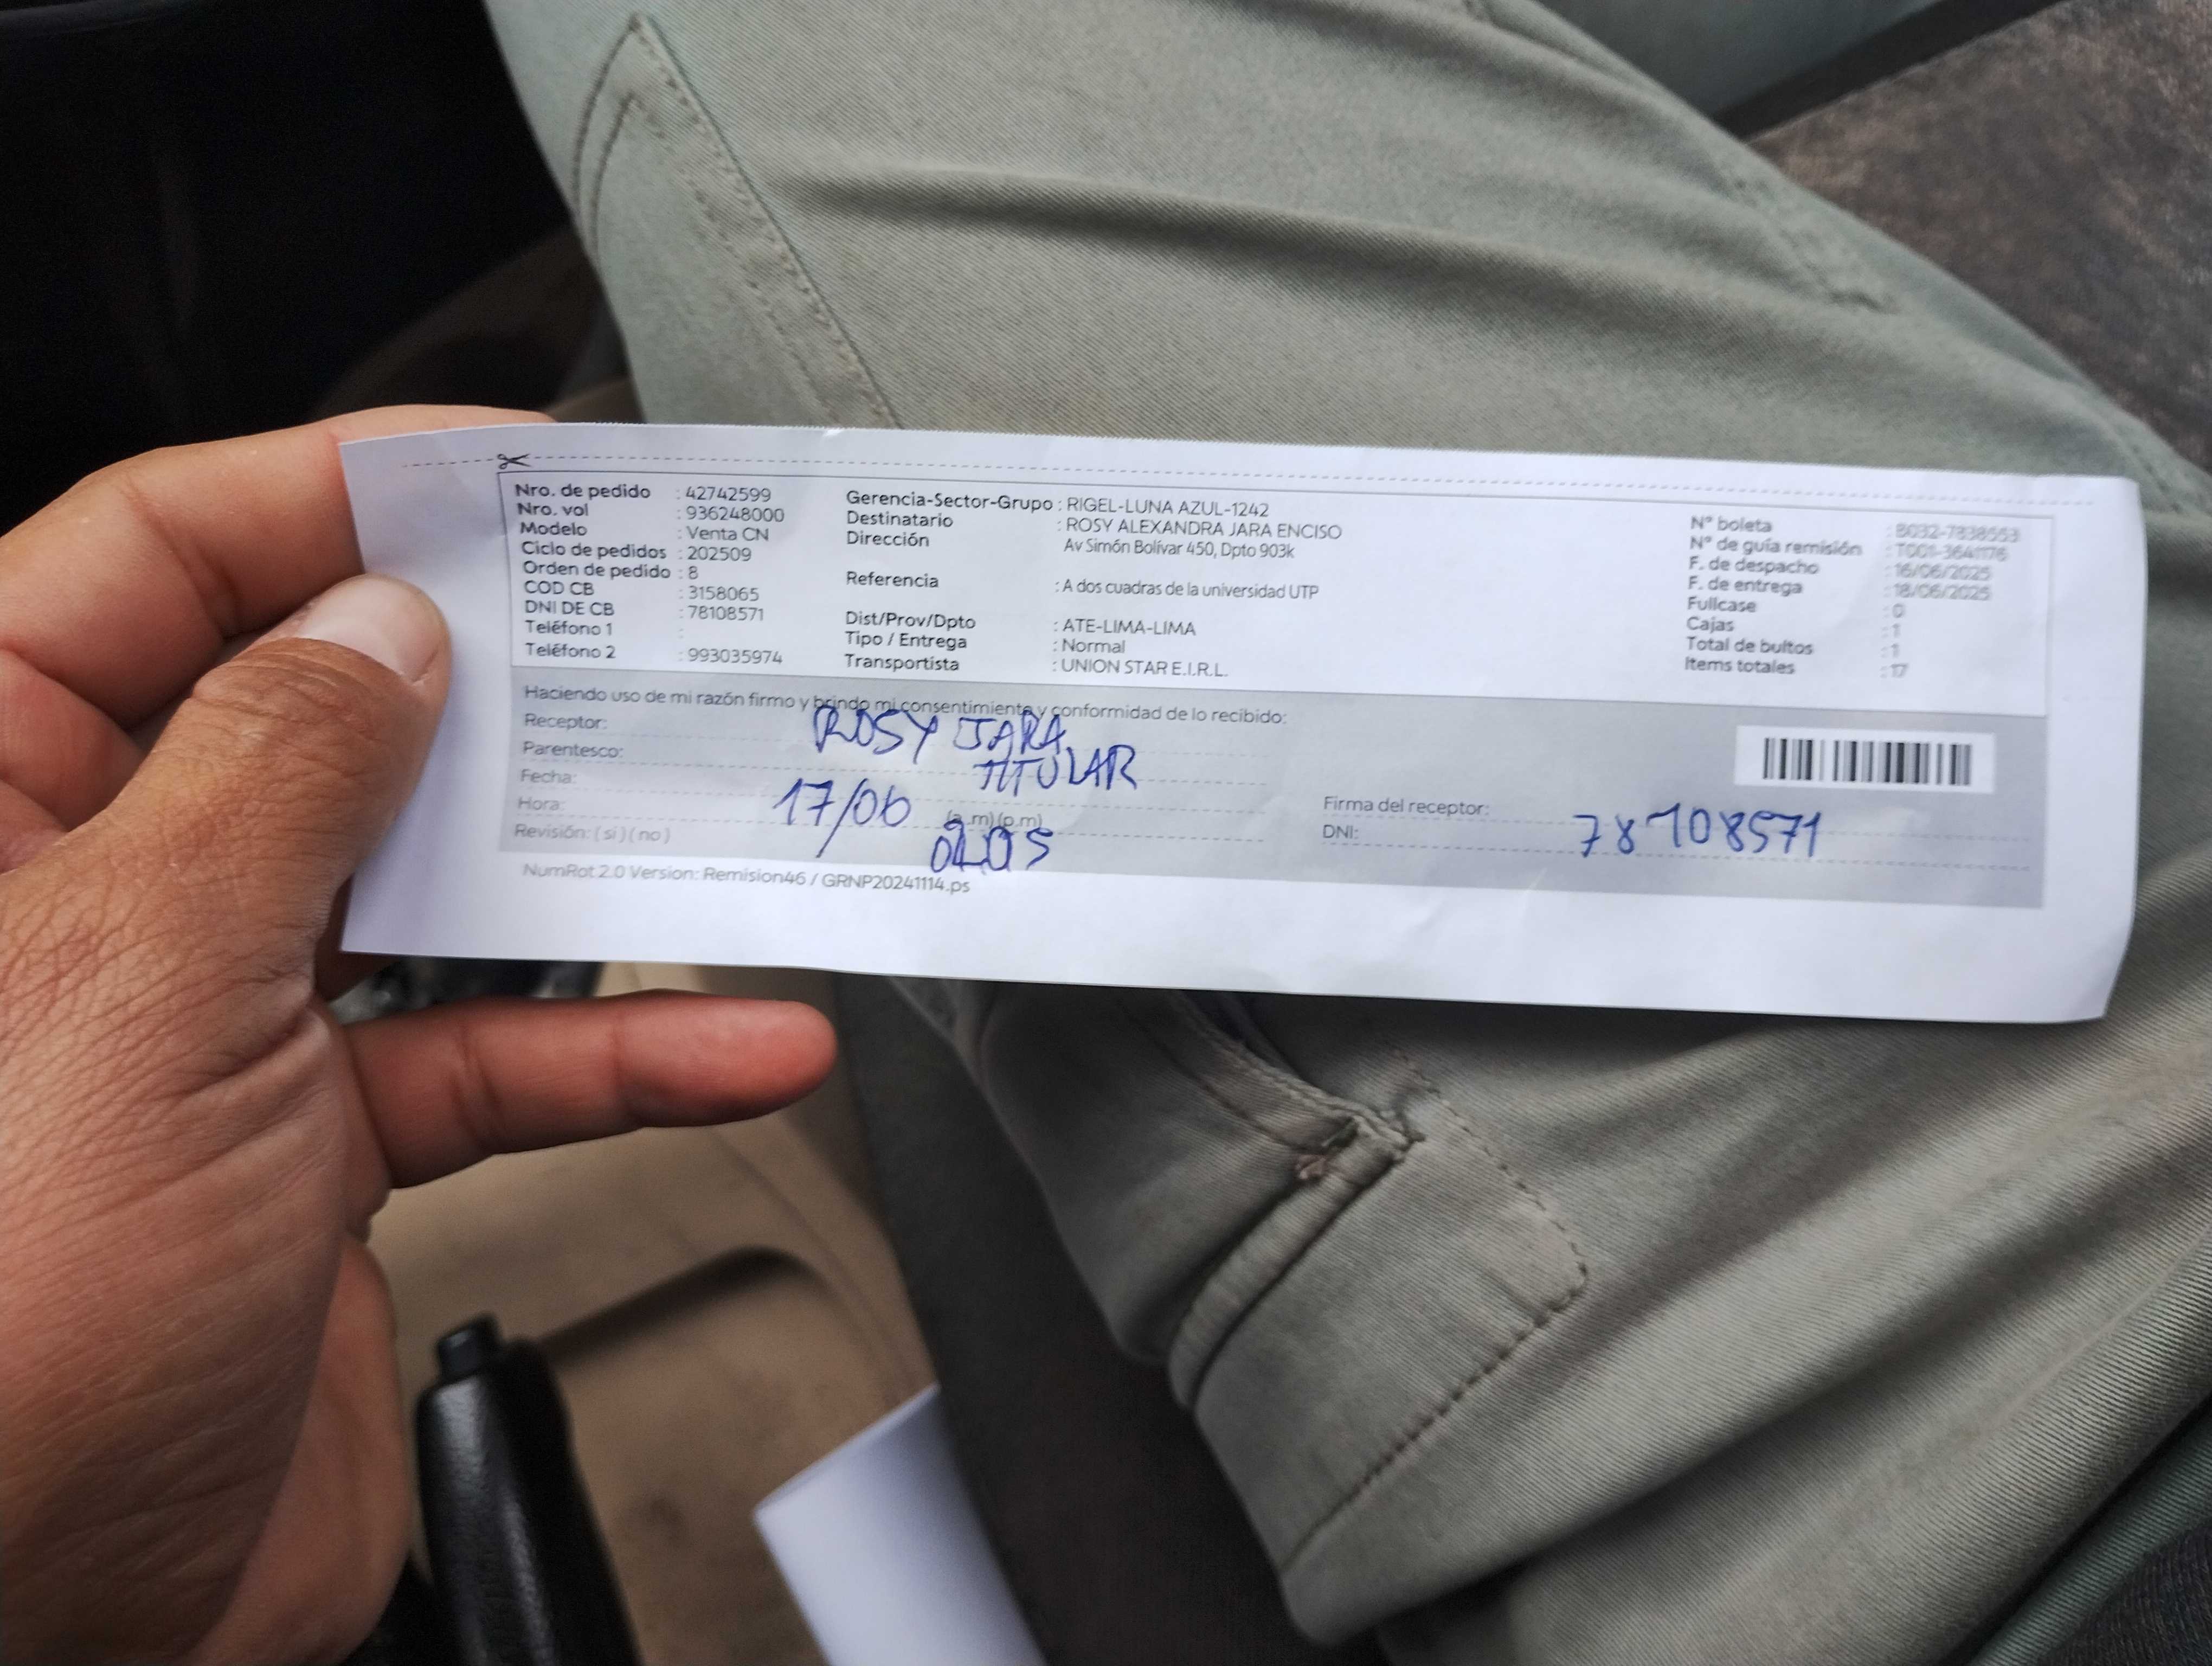 Nro. de pedido : 42742599
Nro. vol : 936248000
Modelo : Venta CN
Ciclo de pedidos : 202509
Orden de pedido : 8
COD CB : 3158065
DNI DE CB : 78108571
Teléfono 1 :
Teléfono 2 : 993035974
Gerencia-Sector-Grupo : RIGEL-LUNA AZUL-1242
Destinatario : ROSY ALEXANDRA JARA ENCISO
Dirección Av Simón Bolívar 450, Dpto 903k
Referencia : A dos cuadras de la universidad UTP
Dist/Prov/Dpto : ATE-LIMA-LIMA
Tipo / Entrega : Normal
Transportista : UNION STAR E.I.R.L.
N° boleta : B032-7838553
N° de guía remisión : T001-3641176
F. de despacho : 16/06/2025
F. de entrega : 18/06/2025
Fullcase : 0
Cajas : 1
Total de bultos : 1
Items totales : 17
Haciendo uso de mi razón firmo y brindo mi consentimiento y conformidad de lo recibido:
Receptor: ROSY JARA
Parentesco: TITULAR
Fecha: 17/06
Hora: (a.m)(p.m)
Revisión: ( si ) ( no )
Firma del receptor:
DNI: 78108571
NumRot 2.0 Version: Remision46 / GRNP20241114.ps